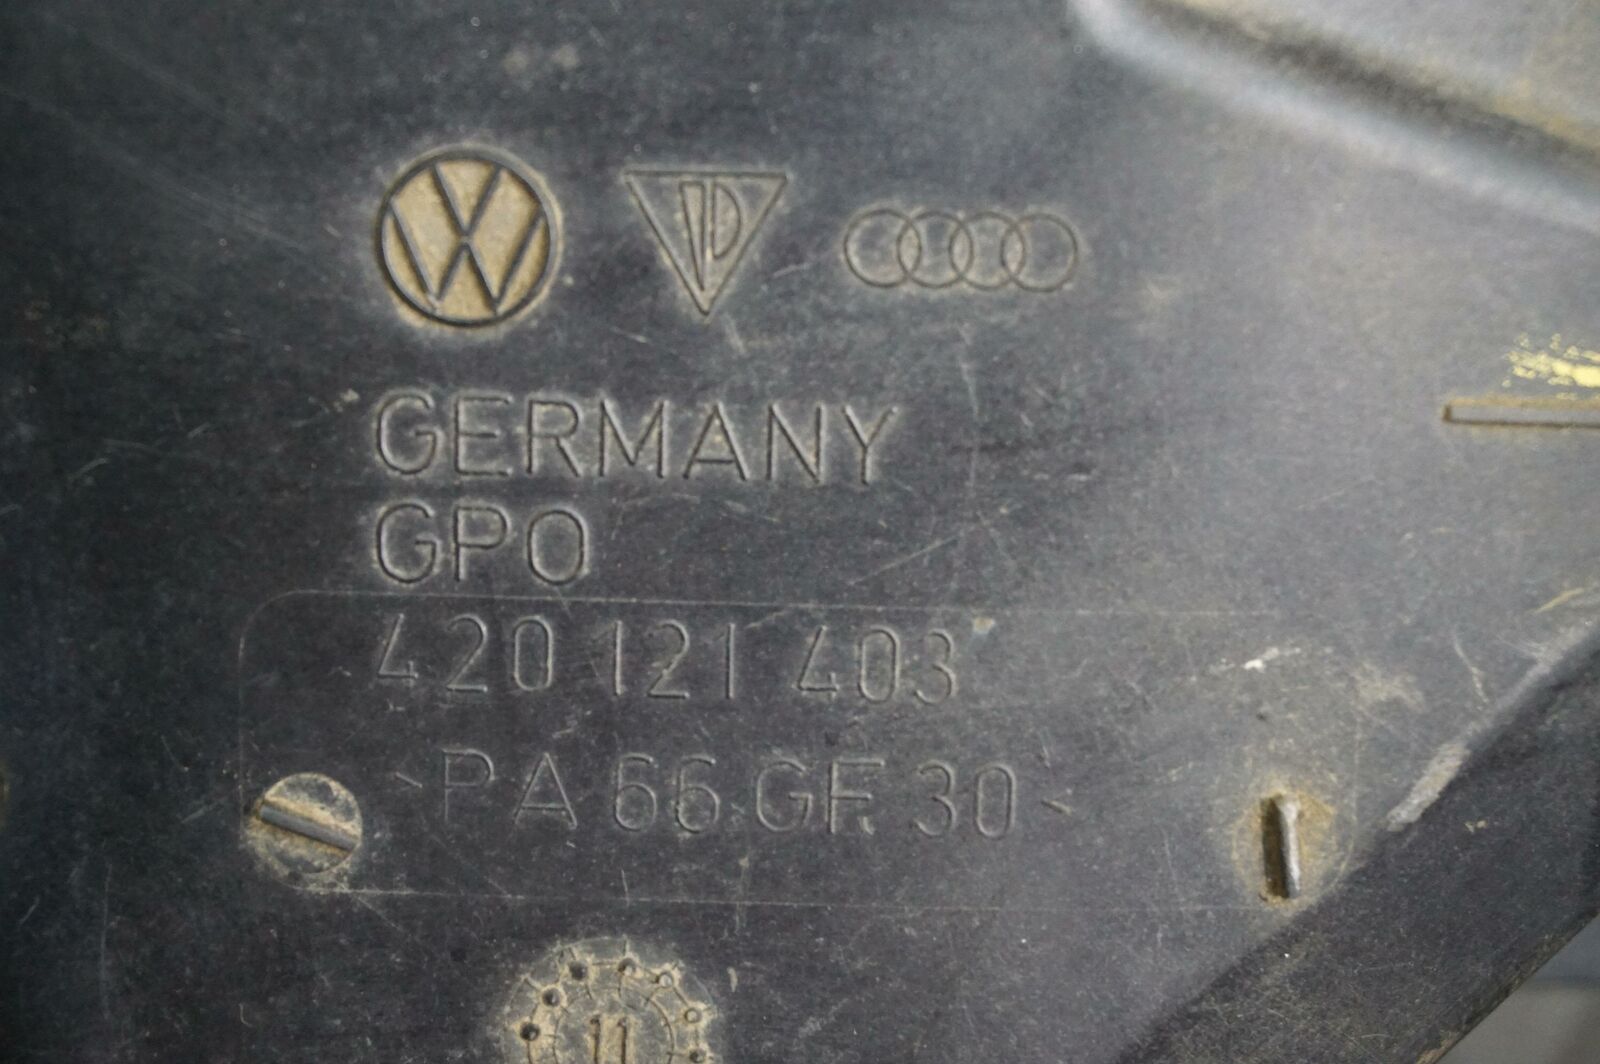 GERMANY
GPO
420 121 403
>PA 66 GF 30<
11